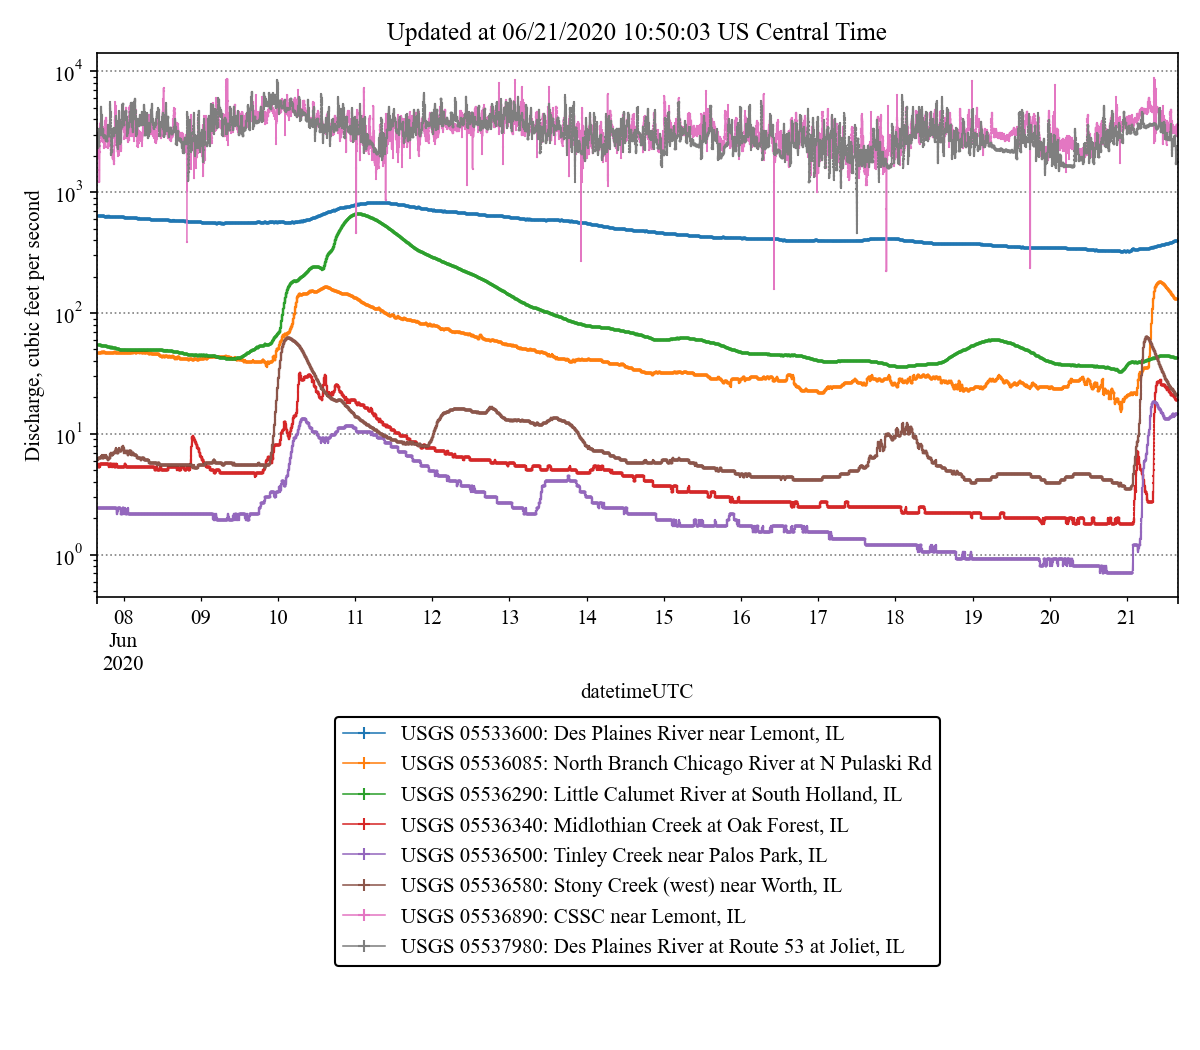 Updated at 06/21/2020 10:50:03 US Central Time
Discharge, cubic feet per second
10^4
10^3
10^2
10^1
10^0
08 09 10 11 12 13 14 15 16 17 18 19 20 21
Jun
2020
datetimeUTC
USGS 05533600: Des Plaines River near Lemont, IL
USGS 05536085: North Branch Chicago River at N Pulaski Rd
USGS 05536290: Little Calumet River at South Holland, IL
USGS 05536340: Midlothian Creek at Oak Forest, IL
USGS 05536500: Tinley Creek near Palos Park, IL
USGS 05536580: Stony Creek (west) near Worth, IL
USGS 05536890: CSSC near Lemont, IL
USGS 05537980: Des Plaines River at Route 53 at Joliet, IL